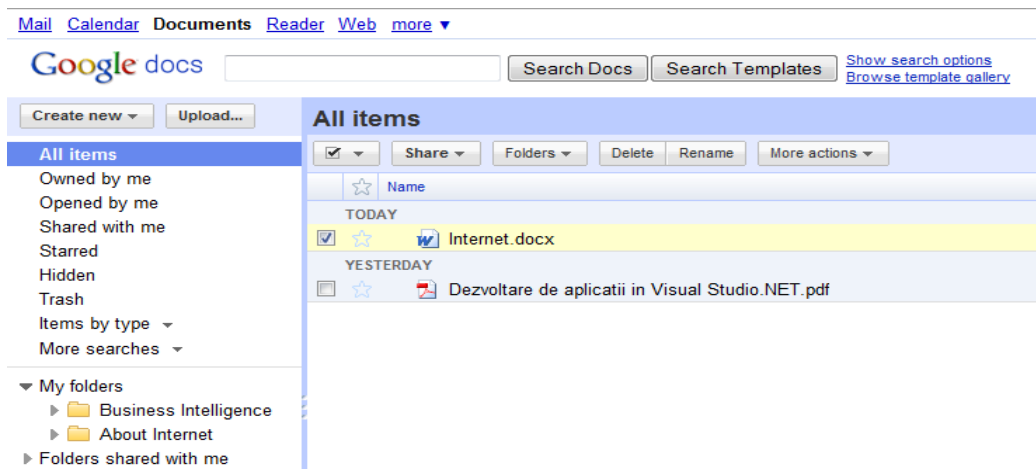 Mail Calendar Documents Reader Web more ▼
Google docs Search Docs Search Templates Show search options
Browse template gallery
Create new Upload...
All items
Owned by me
Opened by me
Shared with me
Starred
Hidden
Trash
Items by type
More searches
My folders
Business Intelligence
About Internet
Folders shared with me
All items
Share Folders Delete Rename More actions
Name
TODAY
Internet.docx
YESTERDAY
Dezvoltare de aplicatii in Visual Studio.NET.pdf